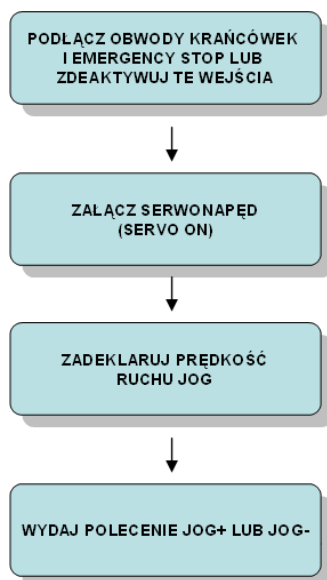 PODŁĄCZ OBWODY KRAŃCÓWEK
I EMERGENCY STOP LUB
ZDEAKTYWUJ TE WEJŚCIA
ZAŁĄCZ SERWONAPĘD
(SERVO ON)
ZADEKLARUJ PRĘDKOŚĆ
RUCHU JOG
WYDAJ POLECENIE JOG+ LUB JOG-